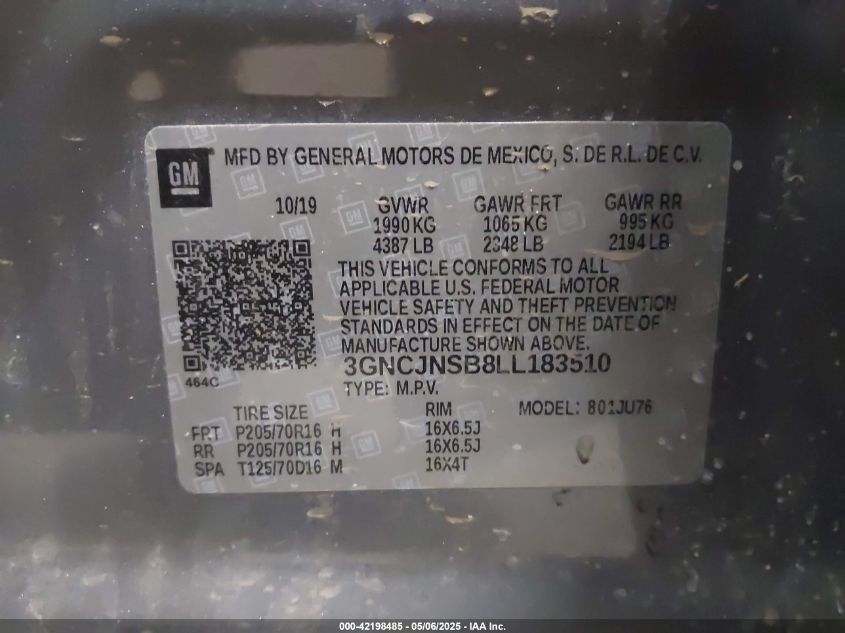 GM
MFD BY GENERAL MOTORS DE MEXICO, S. DE R.L. DE C.V.
10/19 GVWR GAWR FRT GAWR RR
1990 KG 1065 KG 995 KG
4387 LB 2348 LB 2194 LB
THIS VEHICLE CONFORMS TO ALL
APPLICABLE U.S. FEDERAL MOTOR
VEHICLE SAFETY AND THEFT PREVENTION
STANDARDS IN EFFECT ON THE DATE OF
MANUFACTURE SHOWN ABOVE.
3GNCJNSB8LL183510
464C
TYPE: M.P.V.
TIRE SIZE RIM MODEL: 801JU76
FRT P205/70R16 H 16X6.5J
RR P205/70R16 H 16X6.5J
SPA T125/70D16 M 16X4T
000-42198485 - 05/06/2025 - IAA Inc.